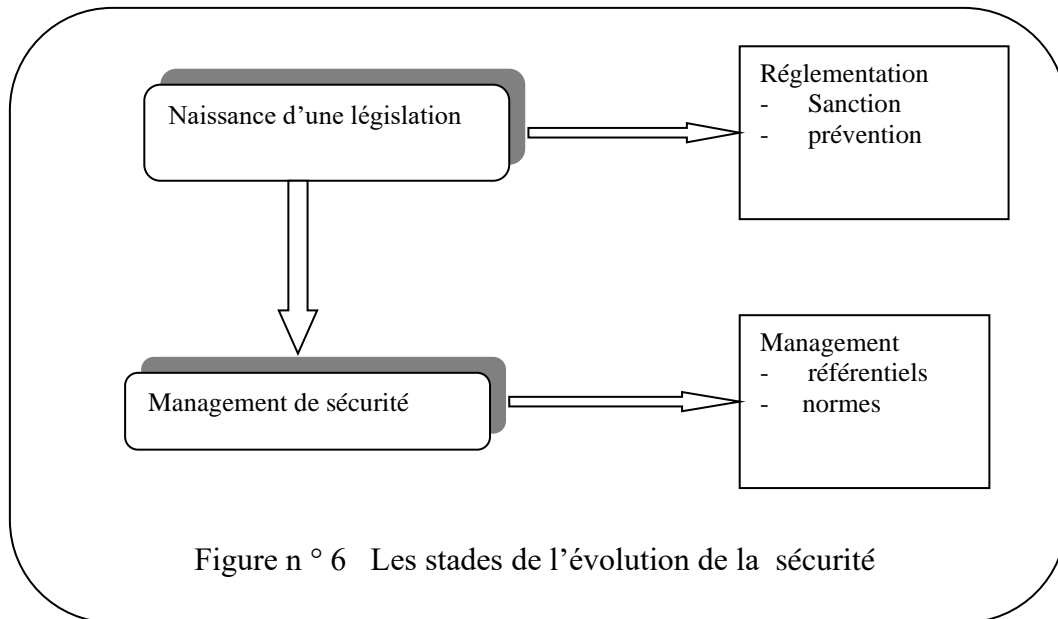 Naissance d’une législation
Réglementation
- Sanction
- prévention
Management de sécurité
Management
- référentiels
- normes
Figure n ° 6 Les stades de l’évolution de la sécurité